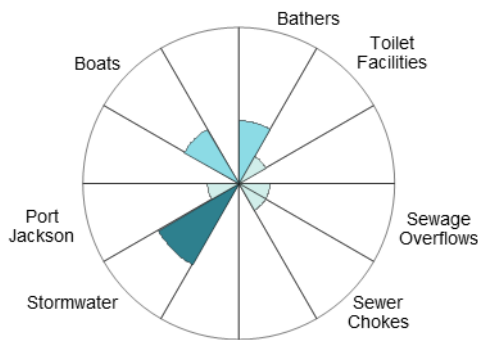 Bathers
Toilet
Facilities
Boats
Port
Jackson
Sewage
Overflows
Stormwater
Sewer
Chokes